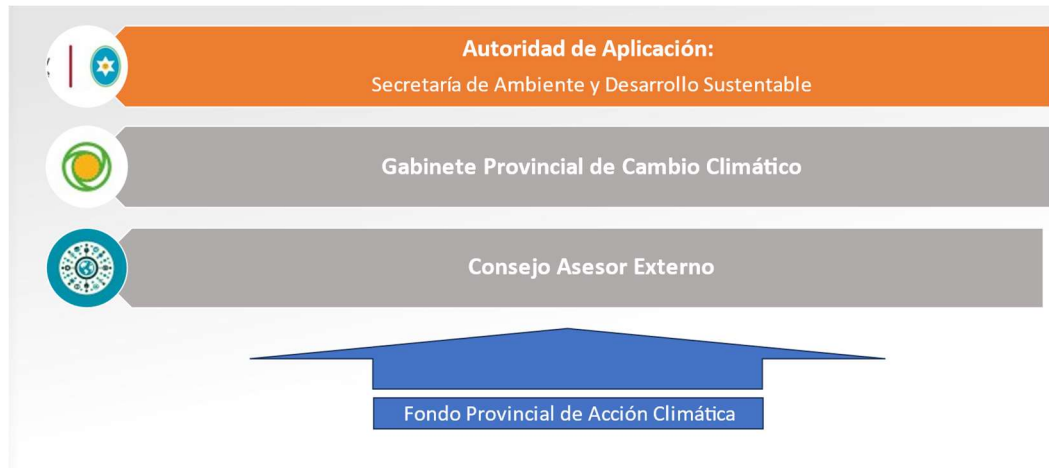 Autoridad de Aplicación:
Secretaría de Ambiente y Desarrollo Sustentable
Gabinete Provincial de Cambio Climático
Consejo Asesor Externo
Fondo Provincial de Acción Climática